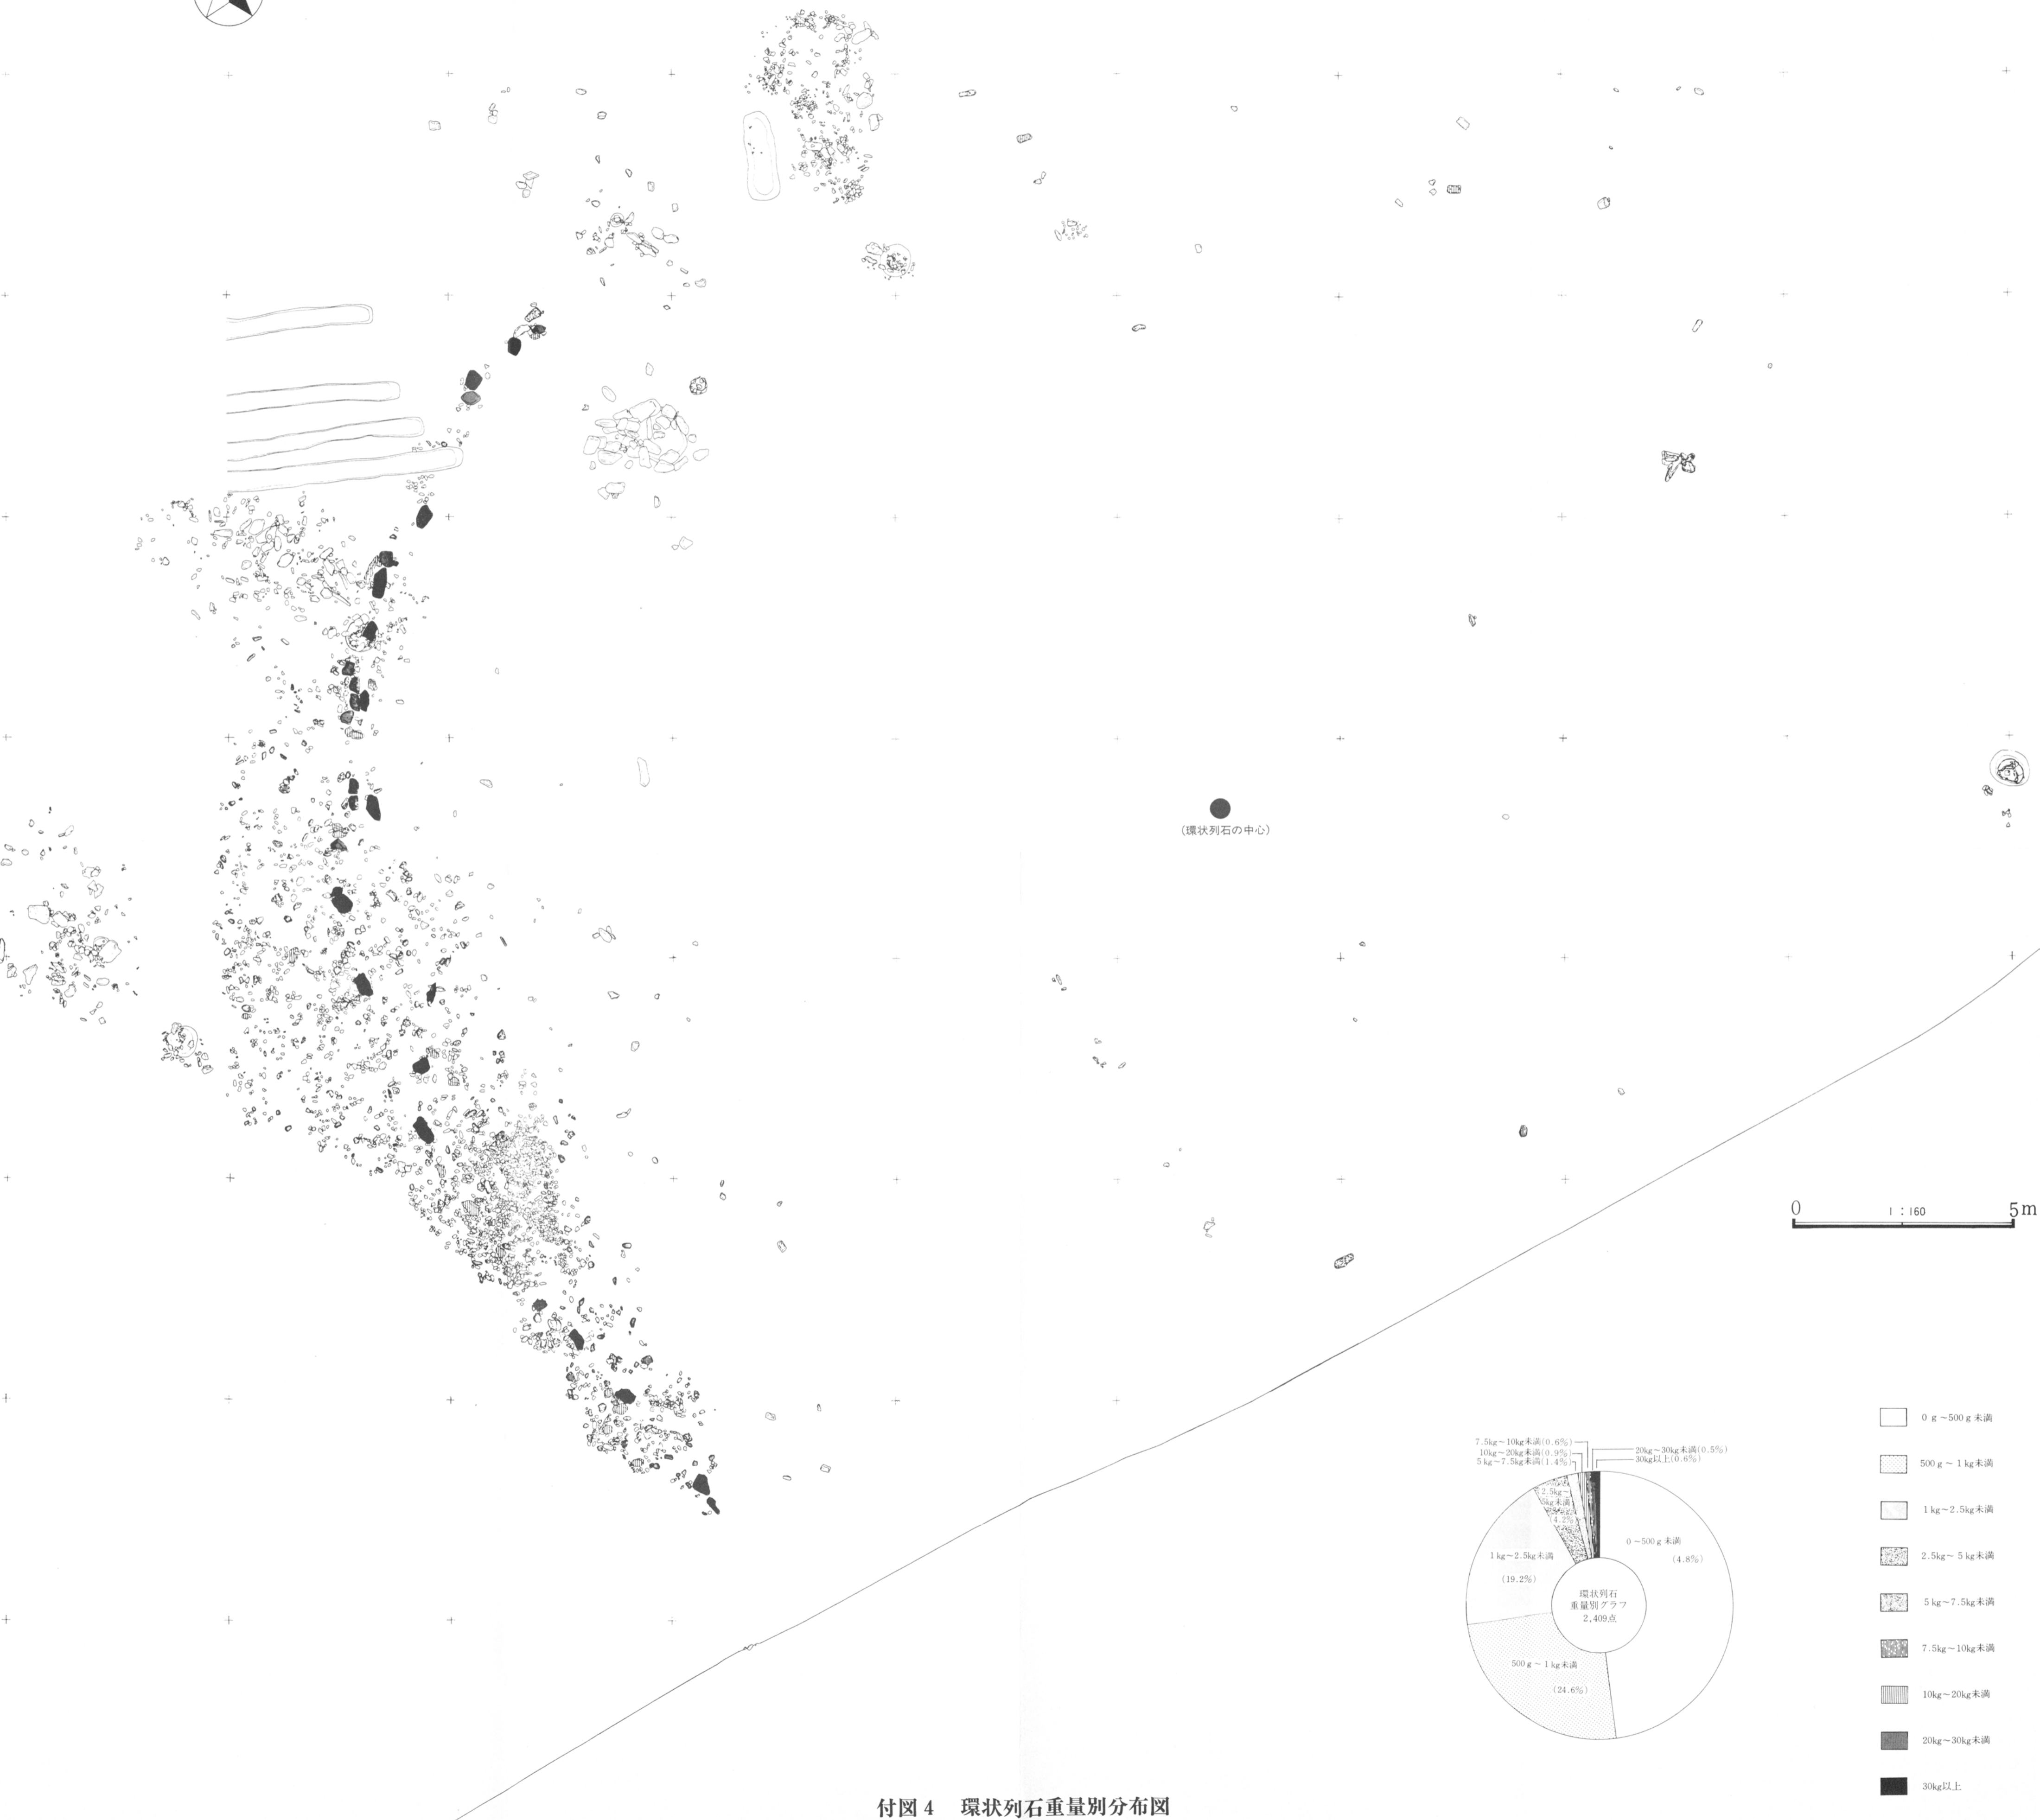 (環状列石の中心)
0 1:160 5m
7.5kg～10kg未満(0.6%)
10kg～20kg未満(0.9%)
5kg～7.5kg未満(1.4%)
20kg～30kg未満(0.5%)
30kg以上(0.6%)
2.5kg～
5kg未満
4.2%
0～500g未満
(4.8%)
1kg～2.5kg未満
(19.2%)
環状列石
重量別グラフ
2,409点
500g～1kg未満
(24.6%)
0g～500g未満
500g～1kg未満
1kg～2.5kg未満
2.5kg～5kg未満
5kg～7.5kg未満
7.5kg～10kg未満
10kg～20kg未満
20kg～30kg未満
30kg以上
付図4 環状列石重量別分布図